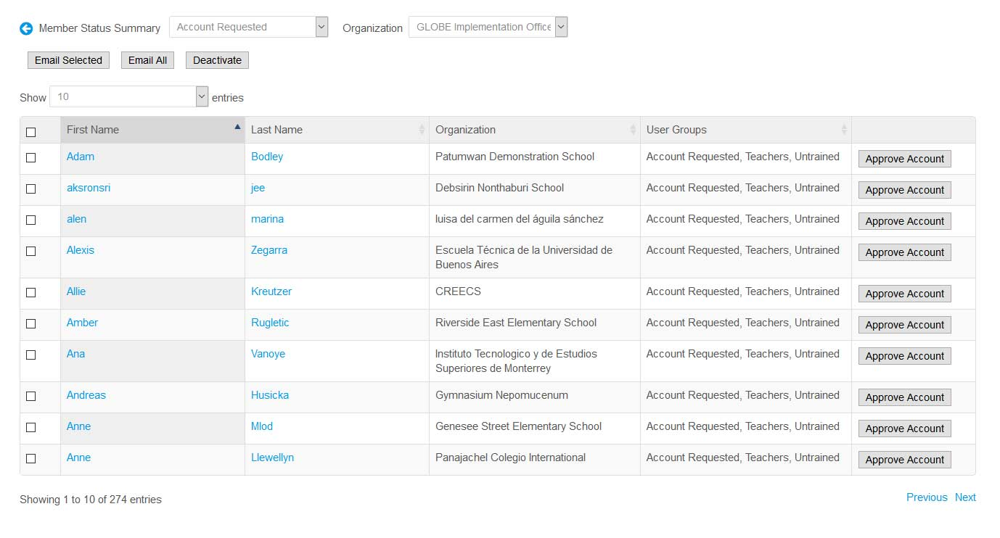 Member Status Summary Account Requested Organization GLOBE Implementation Office
Email Selected Email All Deactivate
Show 10 entries
First Name Last Name Organization User Groups
Adam Bodley Patumwan Demonstration School Account Requested, Teachers, Untrained Approve Account
aksronsri jee Debsirin Nonthaburi School Account Requested, Teachers, Untrained Approve Account
alen marina luisa del carmen del águila sánchez Account Requested, Teachers, Untrained Approve Account
Alexis Zegarra Escuela Técnica de la Universidad de Account Requested, Teachers, Untrained Approve Account
Buenos Aires
Allie Kreutzer CREECS Account Requested, Teachers, Untrained Approve Account
Amber Rugletic Riverside East Elementary School Account Requested, Teachers, Untrained Approve Account
Ana Vanoye Instituto Tecnologico y de Estudios Account Requested, Teachers, Untrained Approve Account
Superiores de Monterrey
Andreas Husicka Gymnasium Nepomucenum Account Requested, Teachers, Untrained Approve Account
Anne Mlod Genesee Street Elementary School Account Requested, Teachers, Untrained Approve Account
Anne Llewellyn Panajachel Colegio International Account Requested, Teachers, Untrained Approve Account
Showing 1 to 10 of 274 entries Previous Next